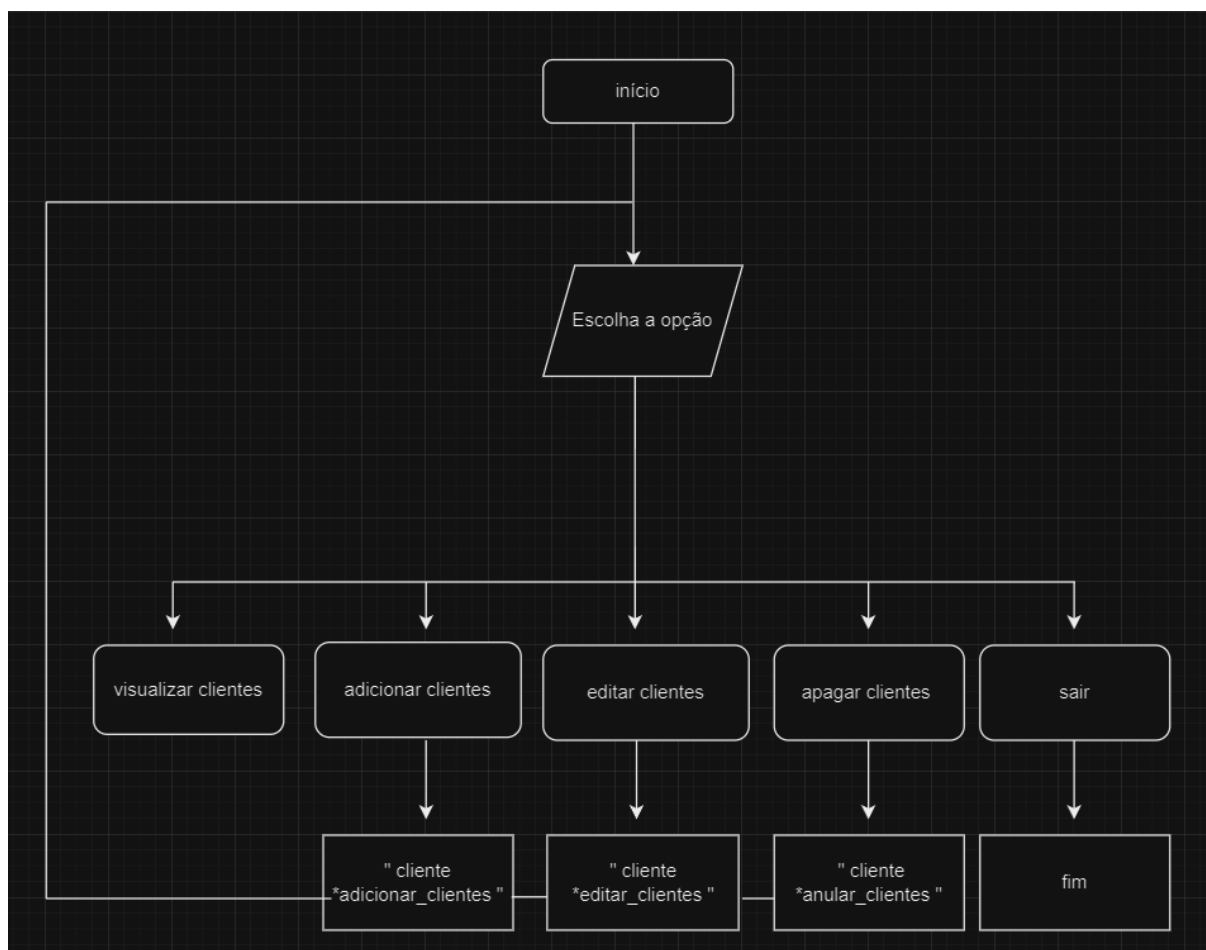 início
Escolha a opção
visualizar clientes
adicionar clientes
editar clientes
apagar clientes
sair
" cliente
*adicionar_clientes "
" cliente
*editar_clientes "
" cliente
*anular_clientes "
fim